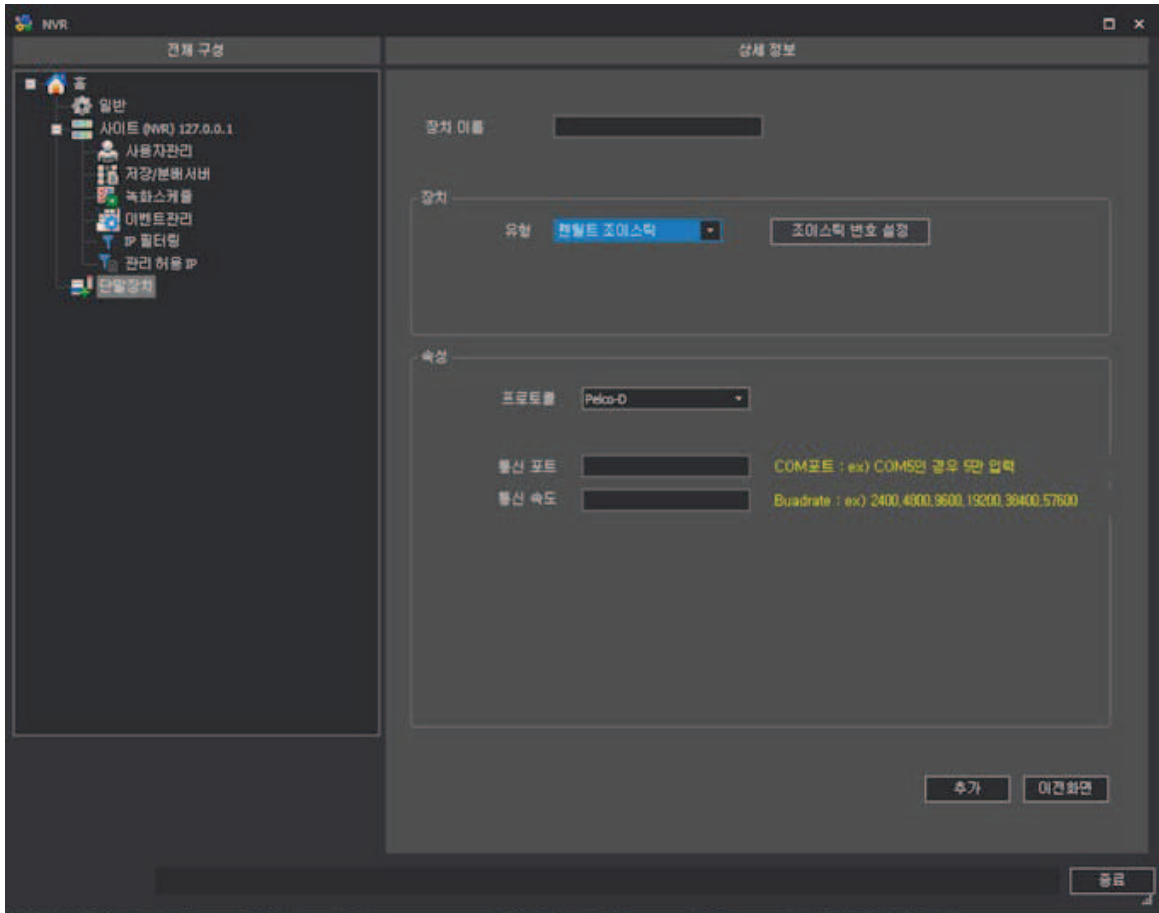 NVR
전체 구성
상세 정보
홈
일반
사이트 (NVR) 127.0.0.1
사용자관리
저장/분배서버
녹화스케쥴
이벤트관리
IP 필터링
관리 허용 IP
단말장치
장치 이름
장치
유형 팬틸트 조이스틱 조이스틱 번호 설정
속성
프로토콜 Pelco-D
통신 포트 COM포트 : ex) COM5인 경우 5만 입력
통신 속도 Buadrate : ex) 2400,4800,9600,19200,38400,57600
추가 이전화면
종료